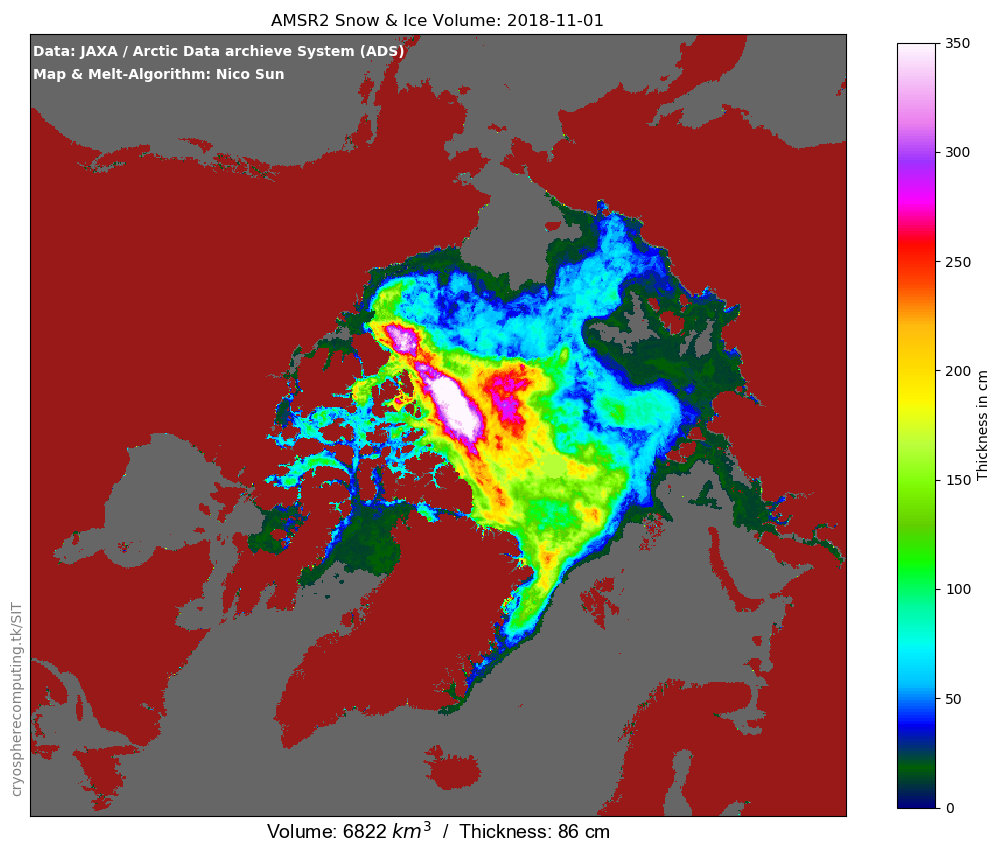 AMSR2 Snow & Ice Volume: 2018-11-01
Data: JAXA / Arctic Data archieve System (ADS)
Map & Melt-Algorithm: Nico Sun
cryospherecomputing.tk/SIT
350
300
250
200
150
100
50
0
Thickness in cm
Volume: 6822 km³ / Thickness: 86 cm